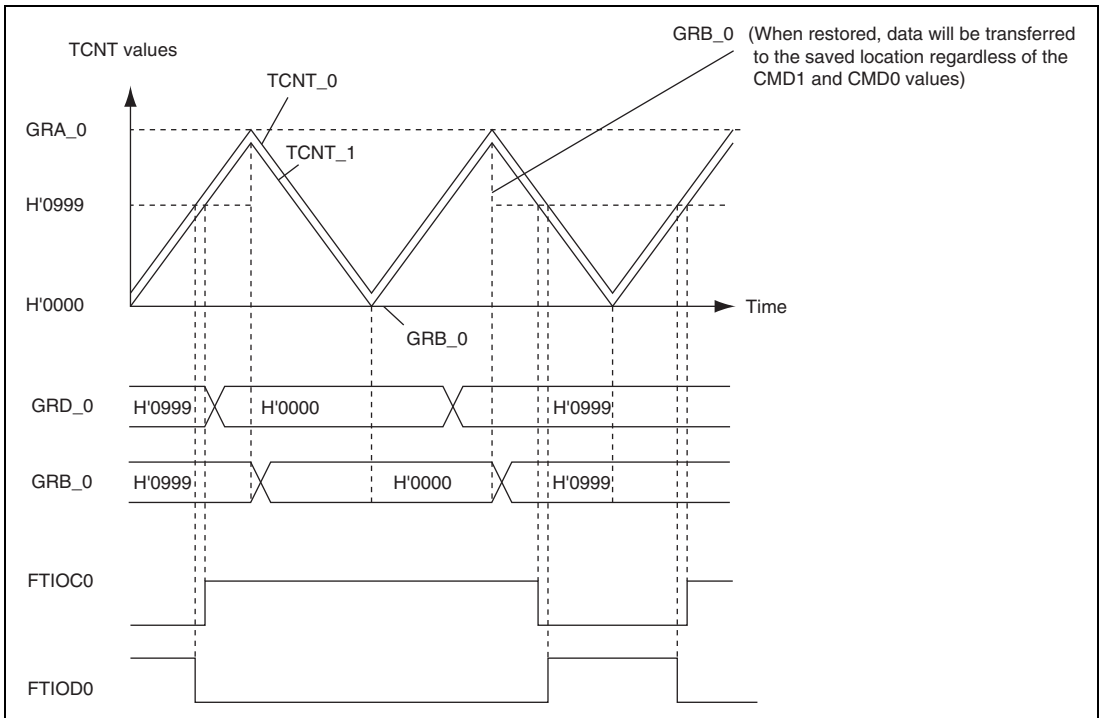 GRB_0 (When restored, data will be transferred
to the saved location regardless of the
CMD1 and CMD0 values)
TCNT values
TCNT_0
GRA_0
TCNT_1
H'0999
H'0000
Time
GRB_0
GRD_0
H'0999
H'0000
H'0999
GRB_0
H'0999
H'0000
H'0999
FTIOC0
FTIOD0